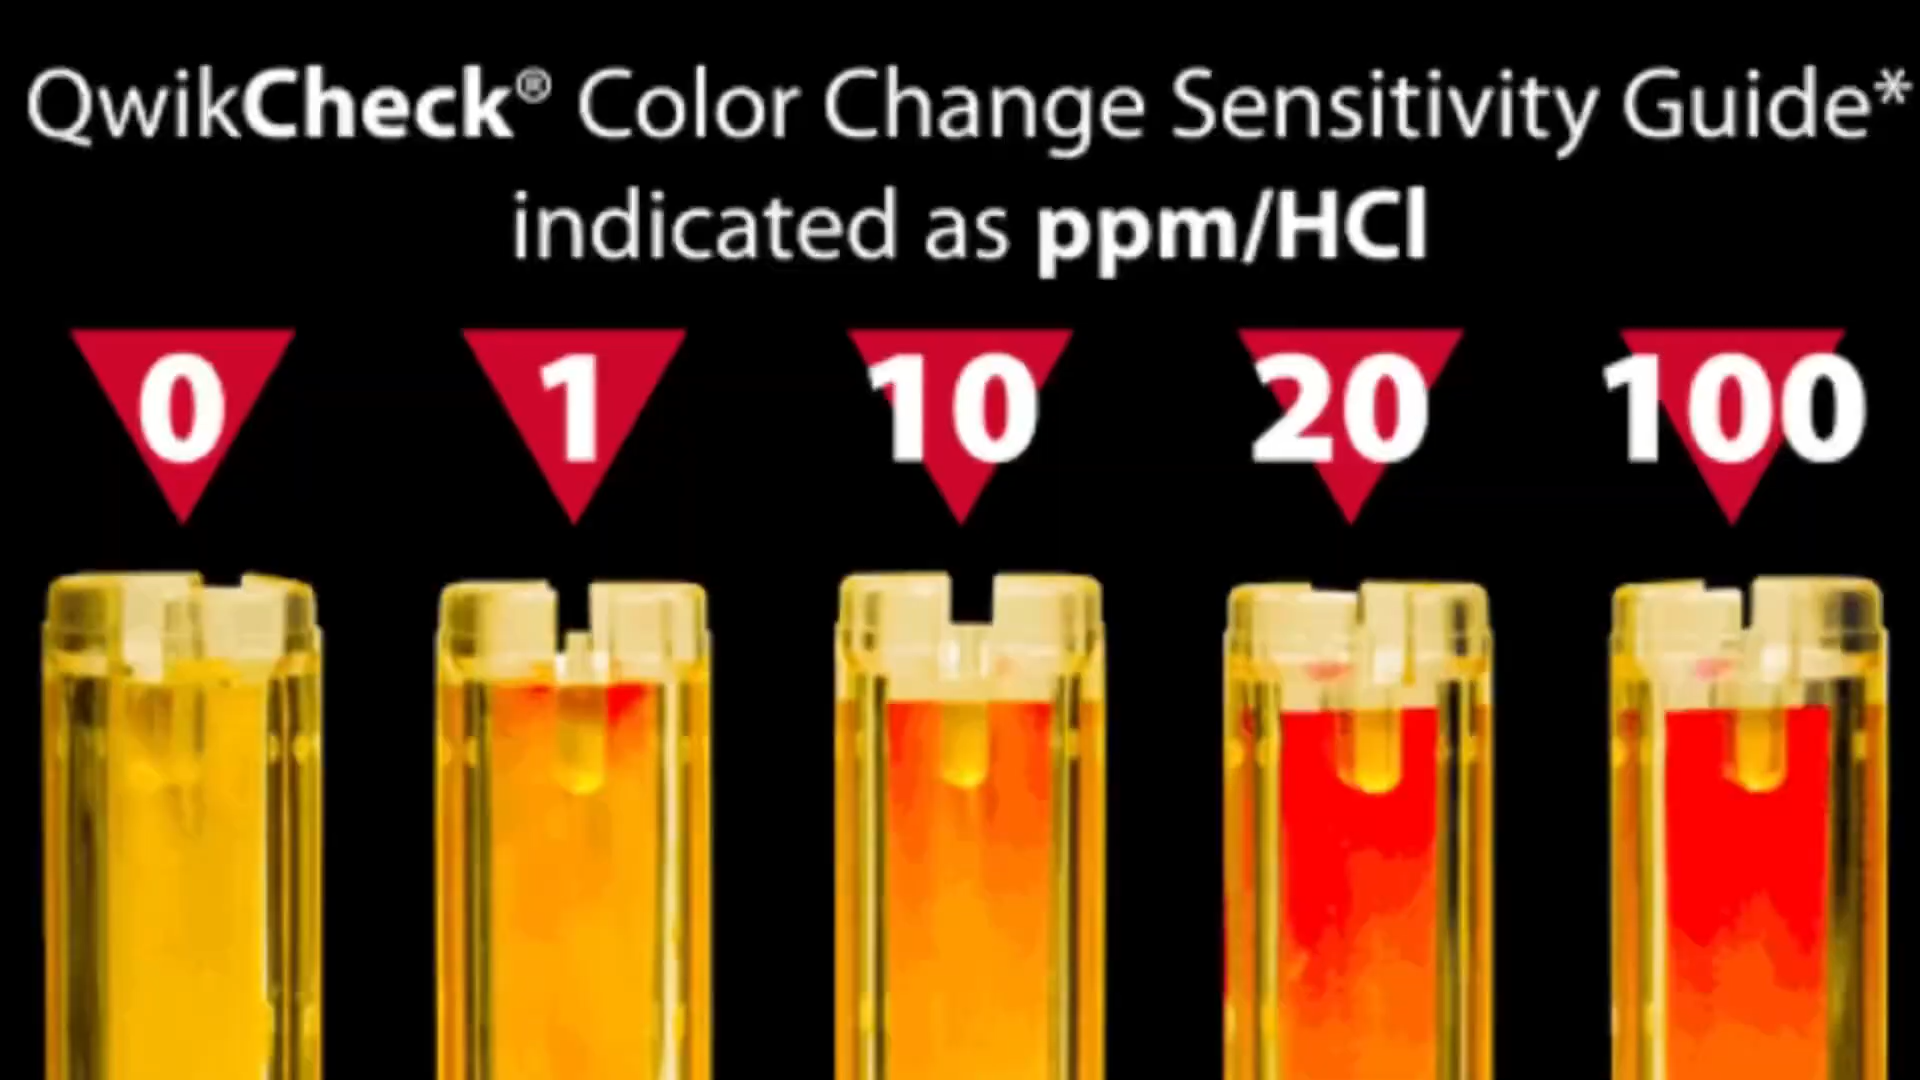 QwikCheck® Color Change Sensitivity Guide*
indicated as ppm/HCl
0 1 10 20 100